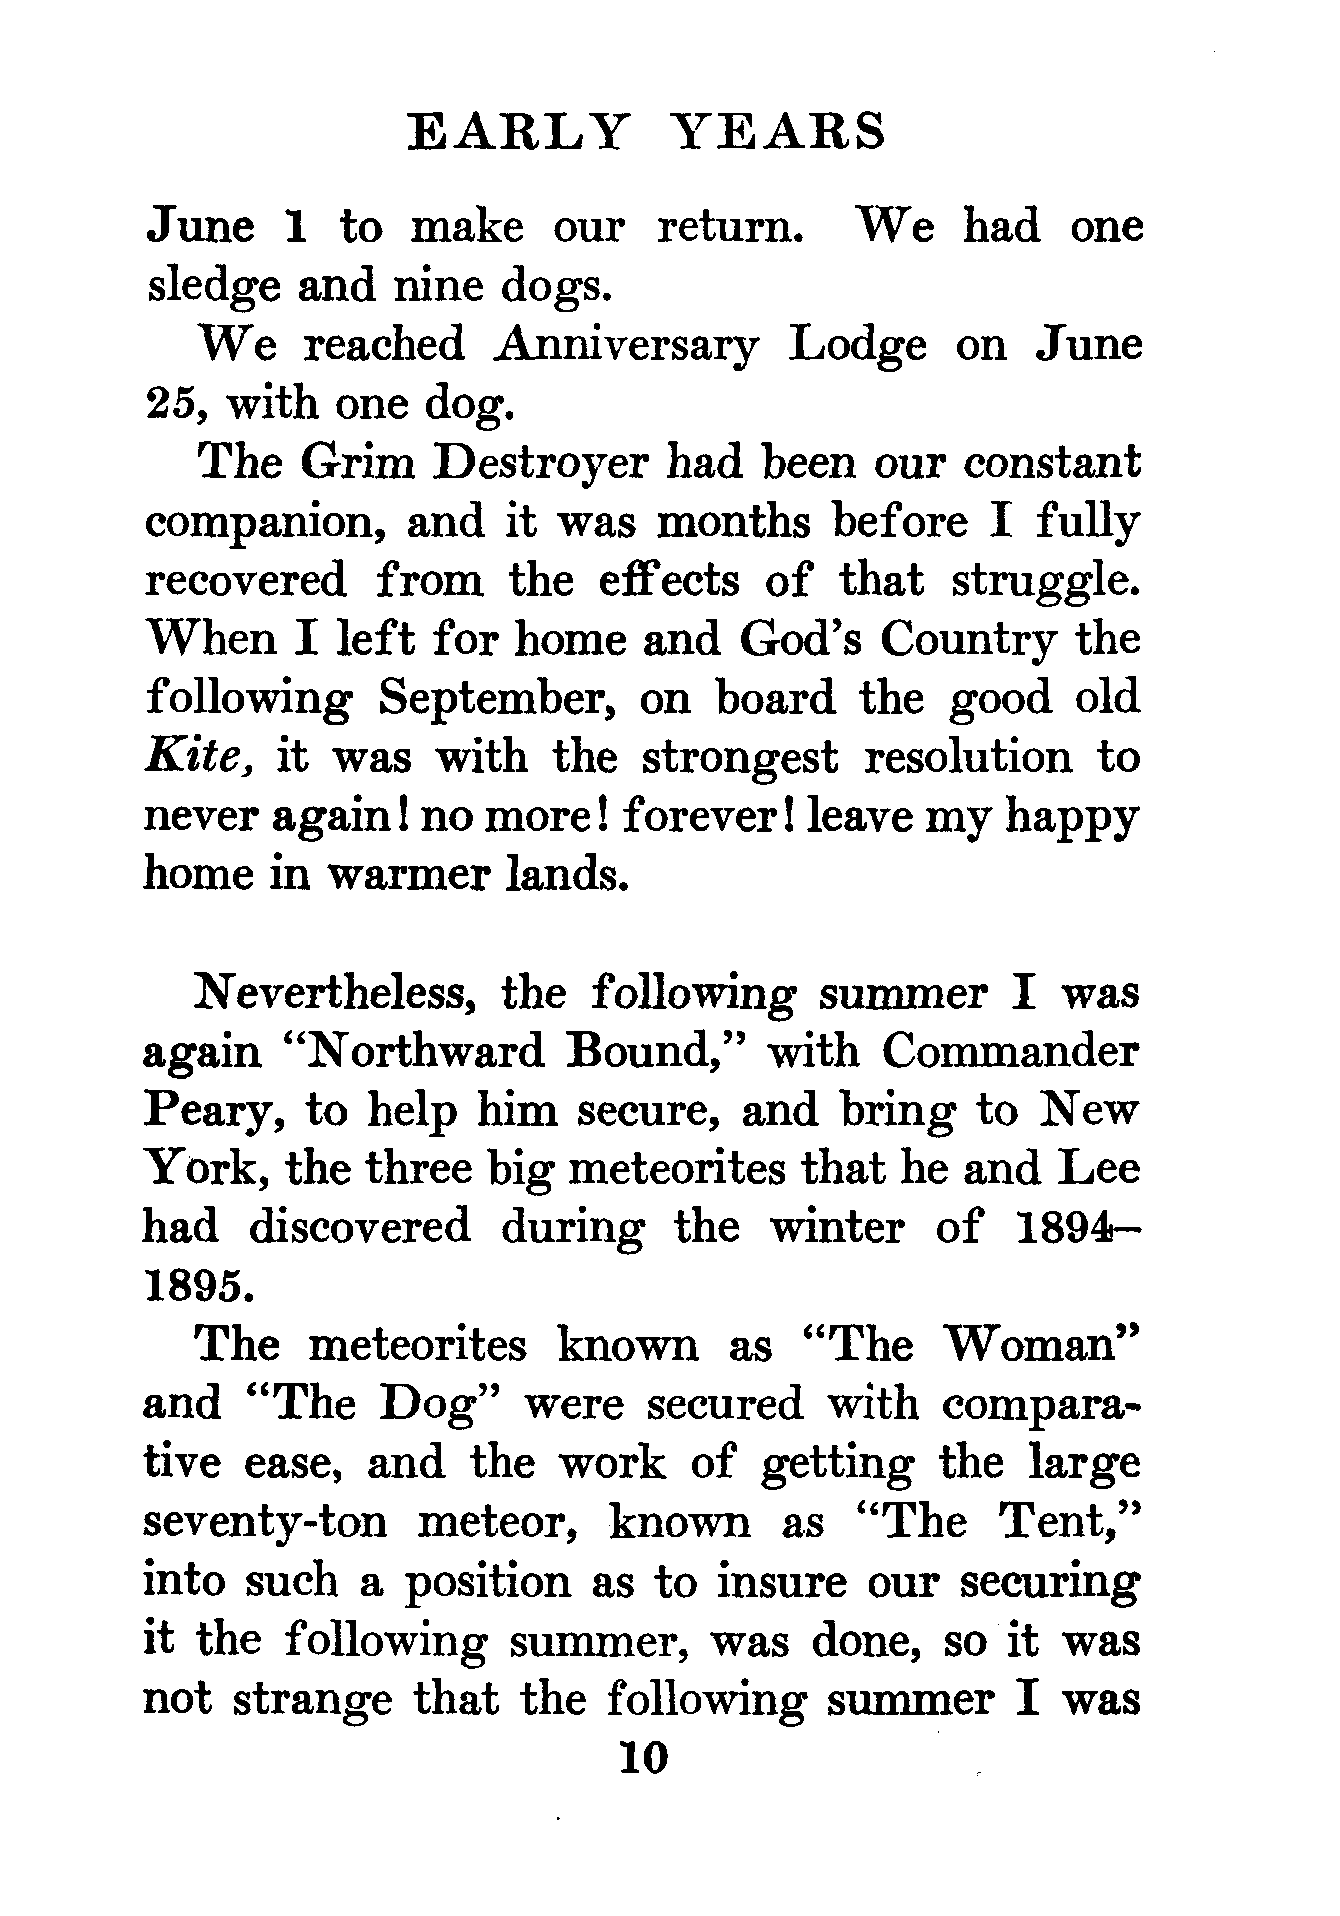 EARLY YEARS
June 1 to make our return. We had one
sledge and nine dogs.
We reached Anniversary Lodge on June
25, with one dog.
The Grim Destroyer had been our constant
companion, and it was months before I fully
recovered from the effects of that struggle.
When I left for home and God's Country the
following September, on board the good old
Kite, it was with the strongest resolution to
never again! no more! forever! leave my happy
home in warmer lands.
Nevertheless, the following summer I was
again "Northward Bound," with Commander
Peary, to help him secure, and bring to New
York, the three big meteorites that he and Lee
had discovered during the winter of 1894–
1895.
The meteorites known as "The Woman"
and "The Dog" were secured with compara-
tive ease, and the work of getting the large
seventy-ton meteor, known as "The Tent,"
into such a position as to insure our securing
it the following summer, was done, so it was
not strange that the following summer I was
10